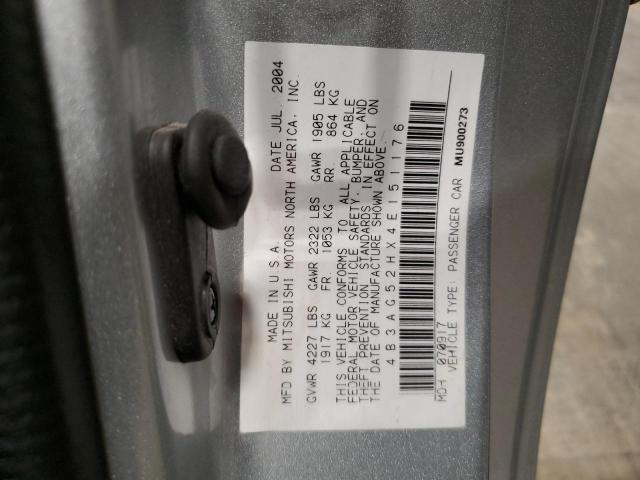 MADE IN U.S.A. DATE JUL. 2004
MFD BY MITSUBISHI MOTORS NORTH AMERICA, INC.
GVWR 4227 LBS GAWR 2322 LBS GAWR 1905 LBS
1917 KG FR. 1053 KG RR. 864 KG
THIS VEHICLE CONFORMS TO ALL APPLICABLE
FEDERAL MOTOR VEHICLE SAFETY, BUMPER, AND
THEFT PREVENTION STANDARDS IN EFFECT ON
THE DATE OF MANUFACTURE SHOWN ABOVE.
4B3AG52HX4E151176
MDH 070917
VEHICLE TYPE: PASSENGER CAR MU900273